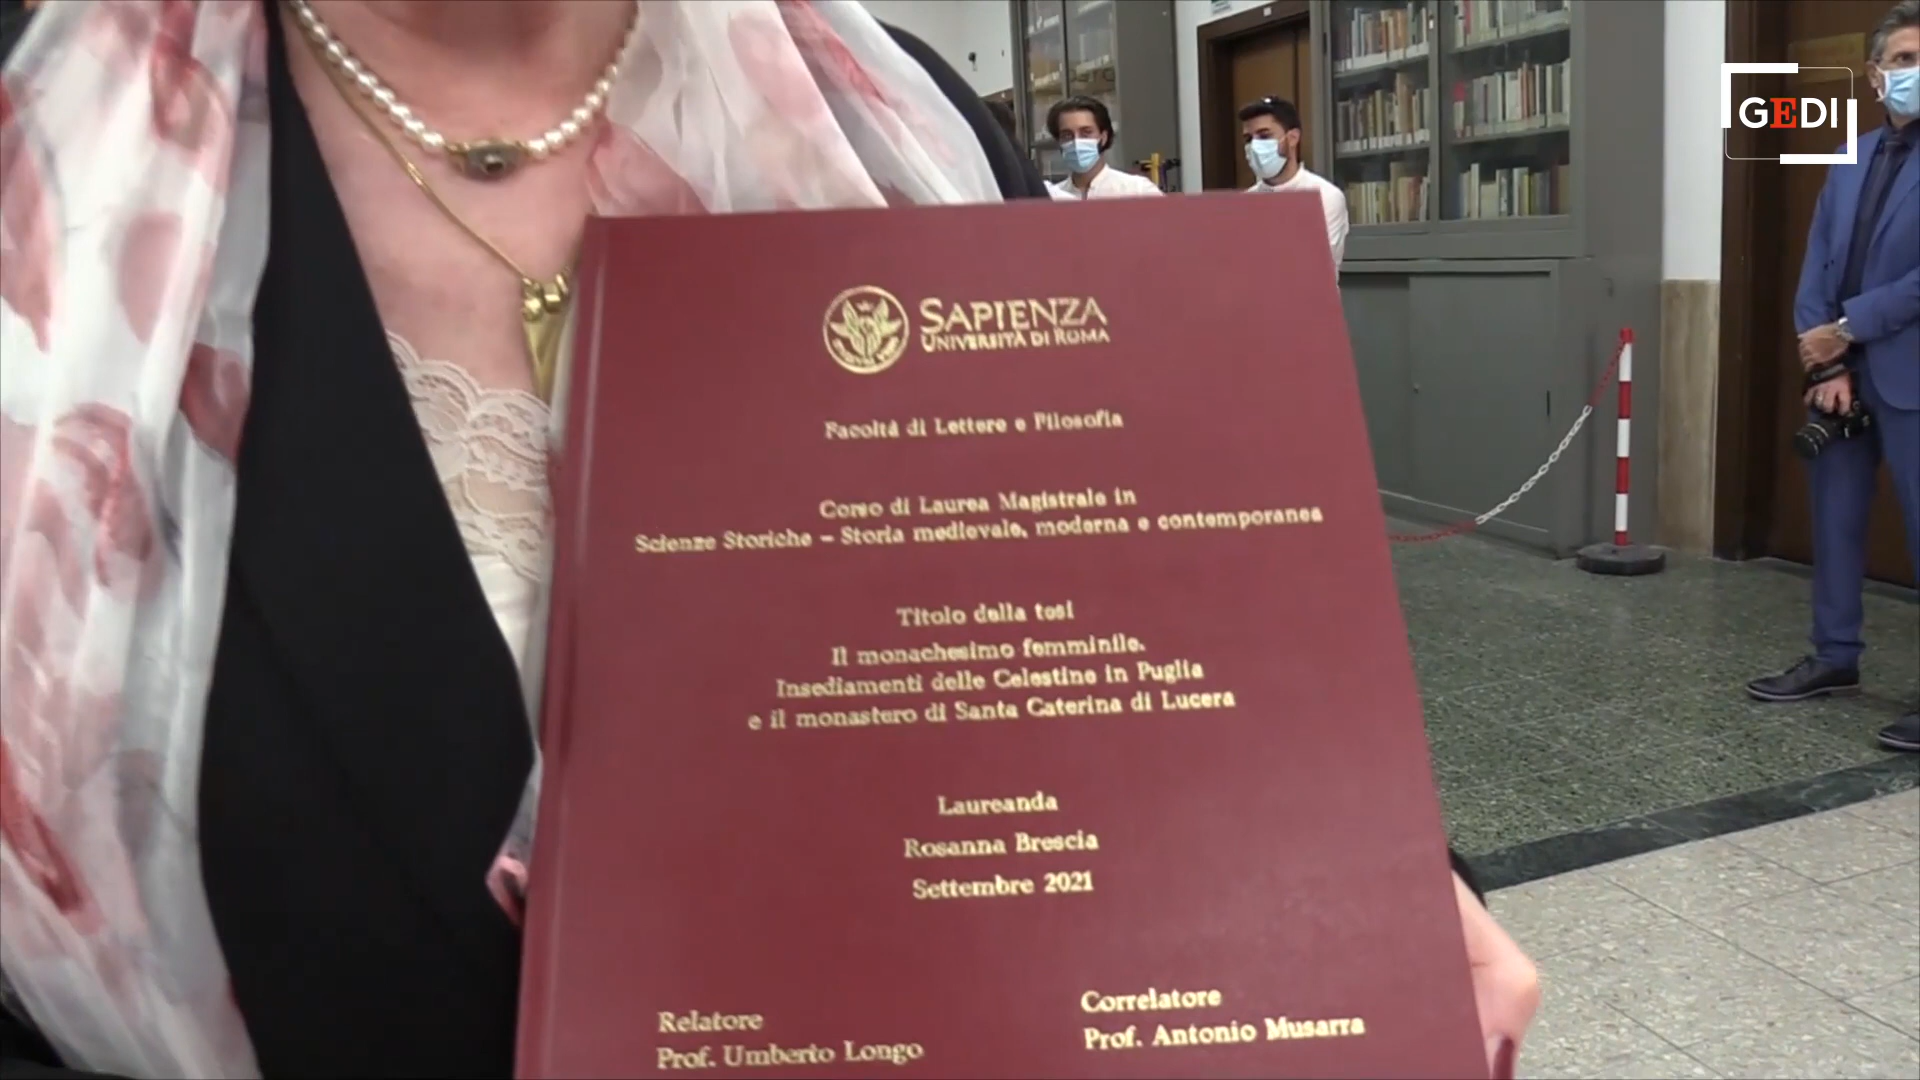 GEDI
SAPIENZA
UNIVERSITÀ DI ROMA
Facoltà di Lettere e Filosofia
Corso di Laurea Magistrale in
Scienze Storiche – Storia medievale, moderna e contemporanea
Titolo della tesi
Il monachesimo femminile.
Insediamenti delle Celestine in Puglia
e il monastero di Santa Caterina di Lucera
Laureanda
Rosanna Brescia
Settembre 2021
Relatore
Prof. Umberto Longo
Correlatore
Prof. Antonio Musarra